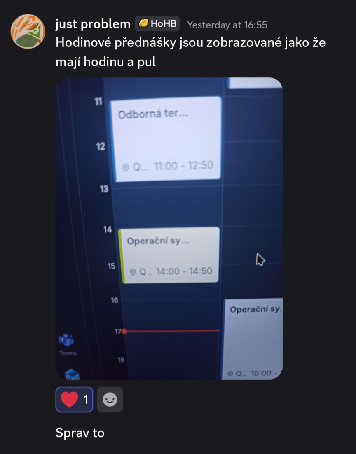 just problem HoHB Yesterday at 16:55
Hodinové přednášky jsou zobrazované jako že
mají hodinu a pul
11
Odborná ter...
12
Q... 11:00 - 12:50
13
14
Operační sy...
15
Q... 14:00 - 14:50
16
Operační sy.
17
Teams
18
Q... 16:00 - 18:
1
Sprav to